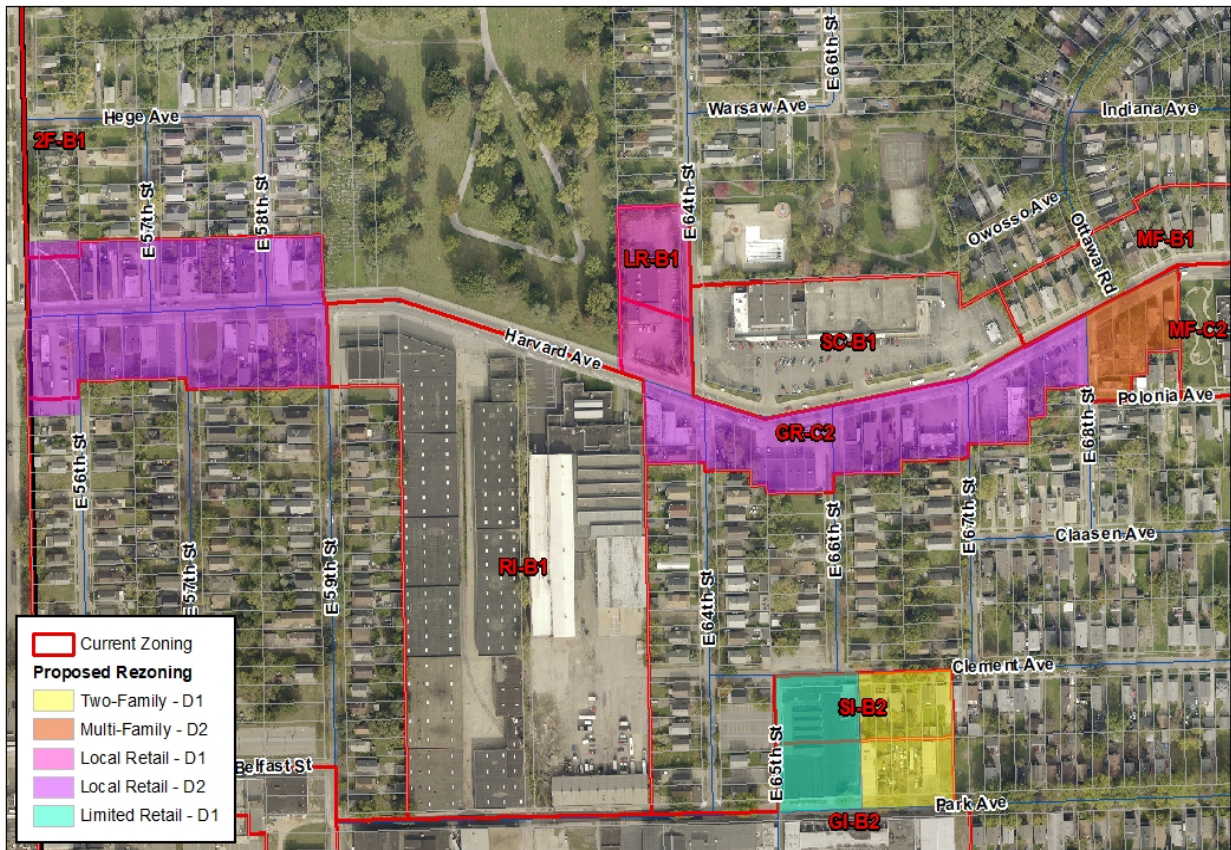 Hege Ave
2F-B1
E 57th St
E 58th St
E 64th St
E 66th St
Warsaw Ave
Indiana Ave
Owosso Ave
Ottawa Rd
MF-B1
LR-B1
SC-B1
MF-C2
Harvard Ave
GR-C2
Polonia Ave
E 56th St
E 57th St
E 59th St
E 64th St
E 66th St
E 67th St
E 68th St
Claasen Ave
RI-B1
Clement Ave
SI-B2
E 65th St
Park Ave
GI-B2
Belfast St
Current Zoning
Proposed Rezoning
Two-Family - D1
Multi-Family - D2
Local Retail - D1
Local Retail - D2
Limited Retail - D1